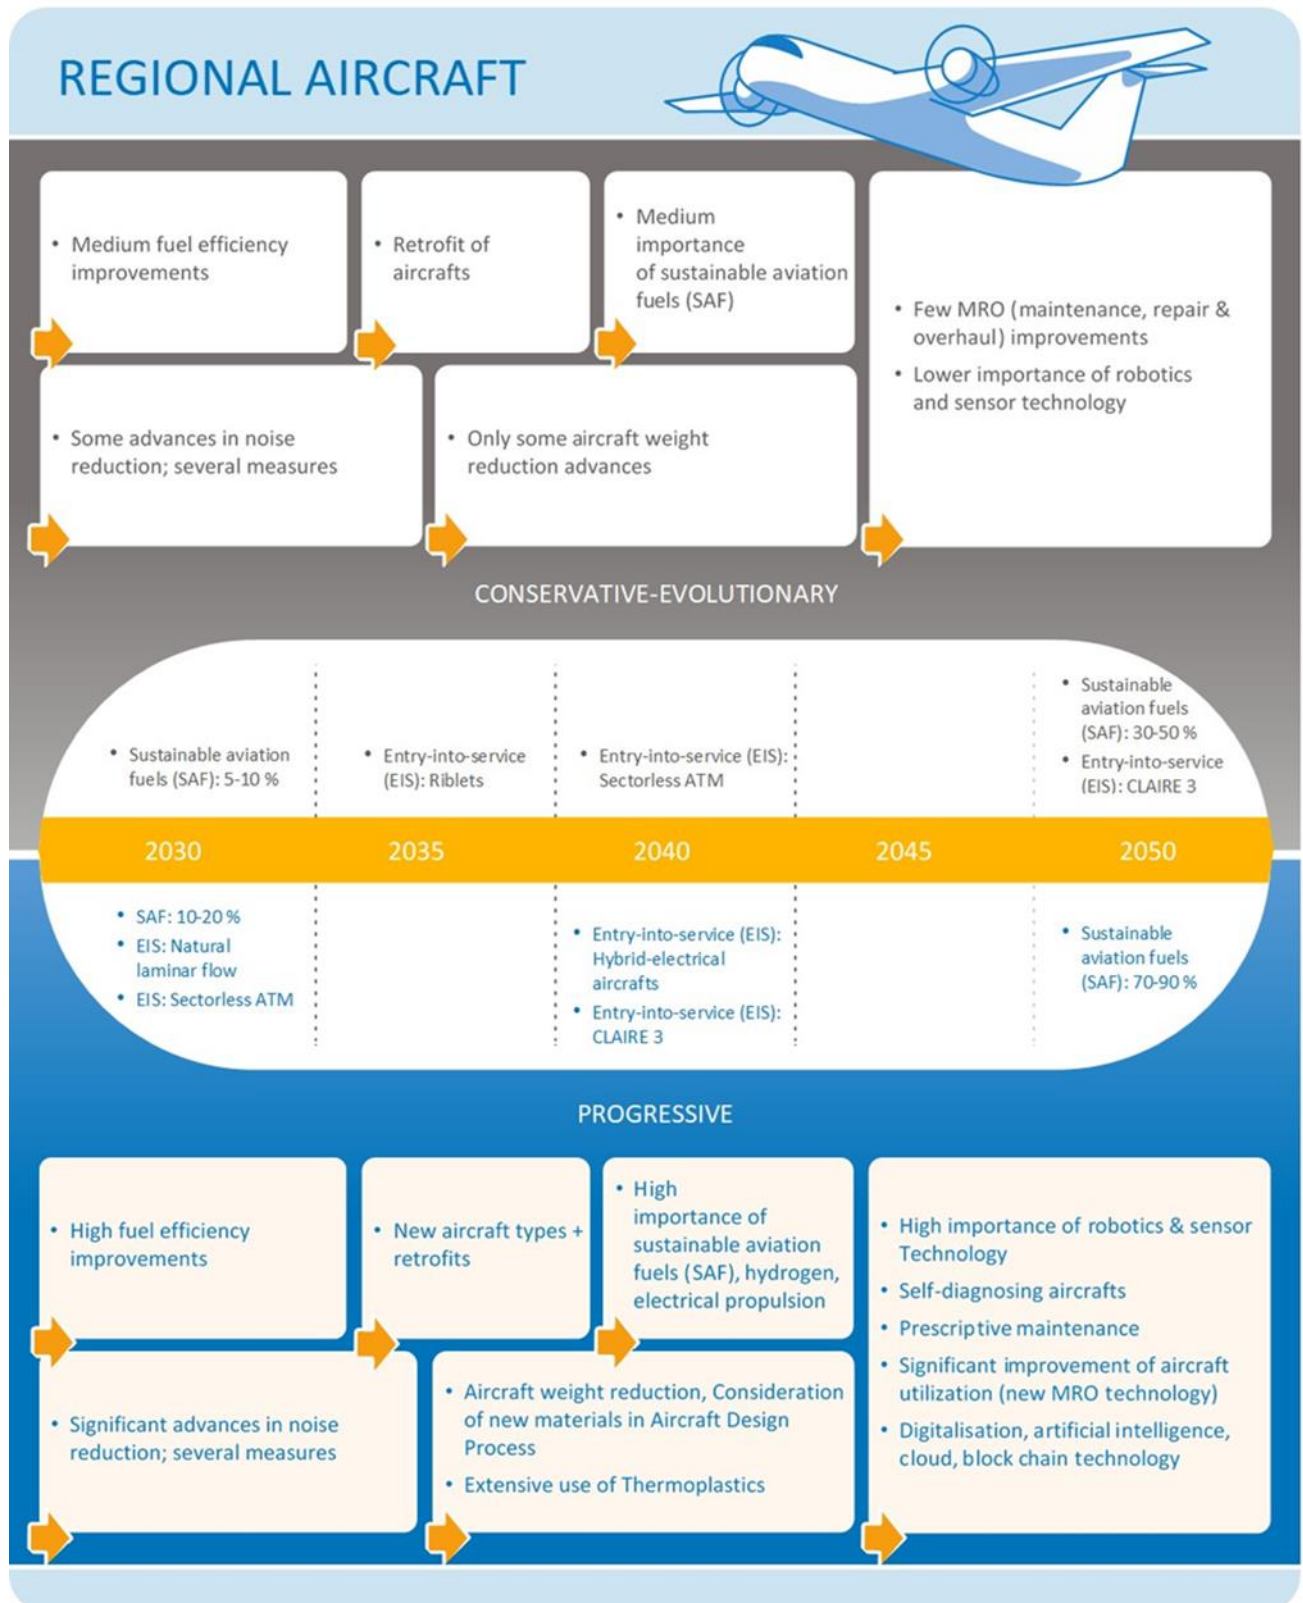 REGIONAL AIRCRAFT
• Medium fuel efficiency
improvements
• Retrofit of
aircrafts
• Medium
importance
of sustainable aviation
fuels (SAF)
• Few MRO (maintenance, repair &
overhaul) improvements
• Lower importance of robotics
and sensor technology
• Some advances in noise
reduction; several measures
• Only some aircraft weight
reduction advances
CONSERVATIVE-EVOLUTIONARY
• Sustainable aviation
fuels (SAF): 5-10 %
• Entry-into-service
(EIS): Riblets
• Entry-into-service (EIS):
Sectorless ATM
• Sustainable
aviation fuels
(SAF): 30-50 %
• Entry-into-service
(EIS): CLAIRE 3
2030
2035
2040
2045
2050
• SAF: 10-20 %
• EIS: Natural
laminar flow
• EIS: Sectorless ATM
• Entry-into-service (EIS):
Hybrid-electrical
aircrafts
• Entry-into-service (EIS):
CLAIRE 3
• Sustainable
aviation fuels
(SAF): 70-90 %
PROGRESSIVE
• High fuel efficiency
improvements
• New aircraft types +
retrofits
• High
importance of
sustainable aviation
fuels (SAF), hydrogen,
electrical propulsion
• High importance of robotics & sensor
Technology
• Self-diagnosing aircrafts
• Prescriptive maintenance
• Significant improvement of aircraft
utilization (new MRO technology)
• Digitalisation, artificial intelligence,
cloud, block chain technology
• Significant advances in noise
reduction; several measures
• Aircraft weight reduction, Consideration
of new materials in Aircraft Design
Process
• Extensive use of Thermoplastics